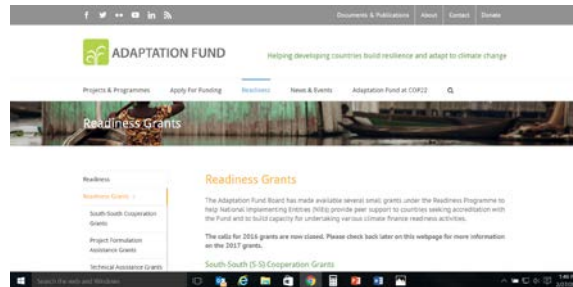 Documents & Publications About Contact Donate
ADAPTATION FUND
Helping developing countries build resilience and adapt to climate change
Projects & Programmes Apply For Funding Readiness News & Events Adaptation Fund at COP22
Readiness Grants
Readiness
Readiness Grants
South-South Cooperation
Grants
Project Formulation
Assistance Grants
Technical Assistance Grants
Readiness Grants
The Adaptation Fund Board has made available several small grants under the Readiness Programme to
help National Implementing Entities (NIEs) provide peer support to countries seeking accreditation with
the Fund and to build capacity for undertaking various climate finance readiness activities.
The calls for 2016 grants are now closed. Please check back later on this webpage for more information
on the 2017 grants.
South-South (S-S) Cooperation Grants
Search the web and Windows